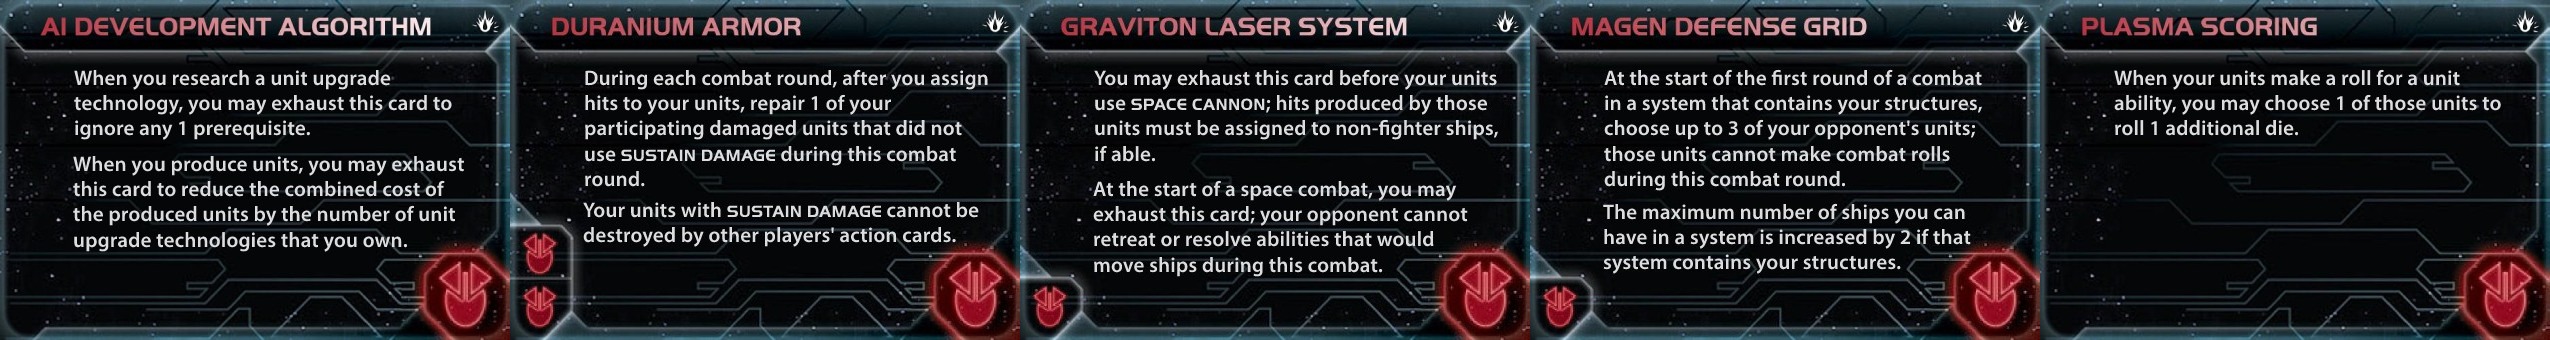 AI DEVELOPMENT ALGORITHM
When you research a unit upgrade
technology, you may exhaust this card to
ignore any 1 prerequisite.
When you produce units, you may exhaust
this card to reduce the combined cost of
the produced units by the number of unit
upgrade technologies that you own.
DURANIUM ARMOR
During each combat round, after you assign
hits to your units, repair 1 of your
participating damaged units that did not
use SUSTAIN DAMAGE during this combat
round.
Your units with SUSTAIN DAMAGE cannot be
destroyed by other players' action cards.
GRAVITON LASER SYSTEM
You may exhaust this card before your units
use SPACE CANNON; hits produced by those
units must be assigned to non-fighter ships,
if able.
At the start of a space combat, you may
exhaust this card; your opponent cannot
retreat or resolve abilities that would
move ships during this combat.
MAGEN DEFENSE GRID
At the start of the first round of a combat
in a system that contains your structures,
choose up to 3 of your opponent's units;
those units cannot make combat rolls
during this combat round.
The maximum number of ships you can
have in a system is increased by 2 if that
system contains your structures.
PLASMA SCORING
When your units make a roll for a unit
ability, you may choose 1 of those units to
roll 1 additional die.